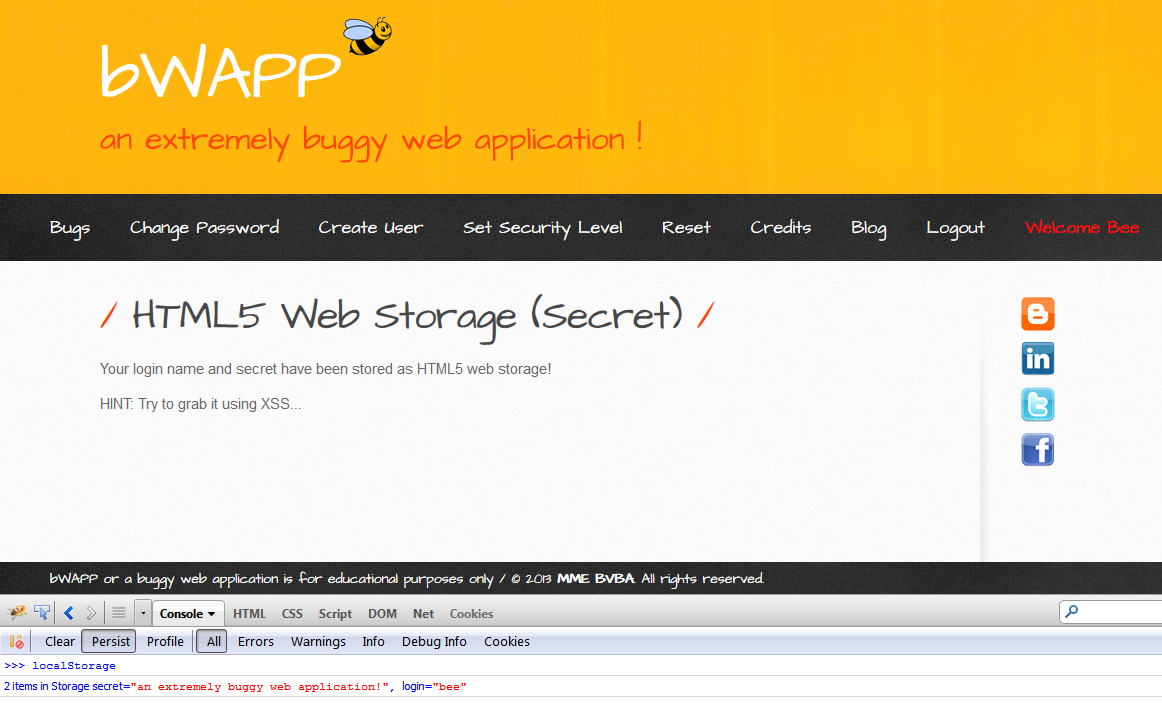 bWAPP
an extremely buggy web application !
Bugs Change Password Create User Set Security Level Reset Credits Blog Logout Welcome Bee
/ HTML5 Web Storage (Secret) /
Your login name and secret have been stored as HTML5 web storage!
HINT: Try to grab it using XSS...
in
t
f
bWAPP or a buggy web application is for educational purposes only / © 2013 MME BVBA. All rights reserved.
Console HTML CSS Script DOM Net Cookies
Clear Persist Profile All Errors Warnings Info Debug Info Cookies
>>> localStorage
2 items in Storage secret="an extremely buggy web application!", login="bee"